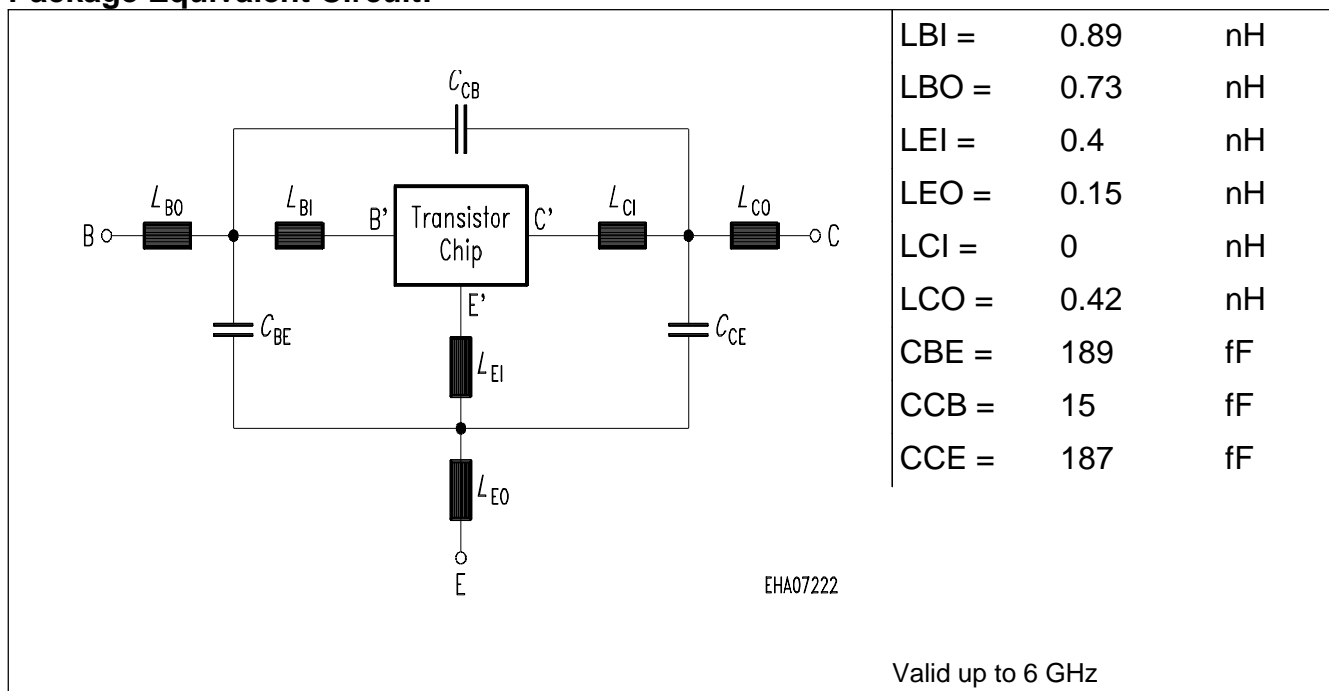 Package Equivalent Circuit:
LBI = 0.89 nH
LBO = 0.73 nH
LEI = 0.4 nH
LEO = 0.15 nH
LCI = 0 nH
LCO = 0.42 nH
CBE = 189 fF
CCB = 15 fF
CCE = 187 fF
Valid up to 6 GHz
C_CB
L_BO L_BI B' Transistor C' L_CI L_CO
B Chip C
E'
C_BE C_CE
L_EI
L_EO
E
EHA07222